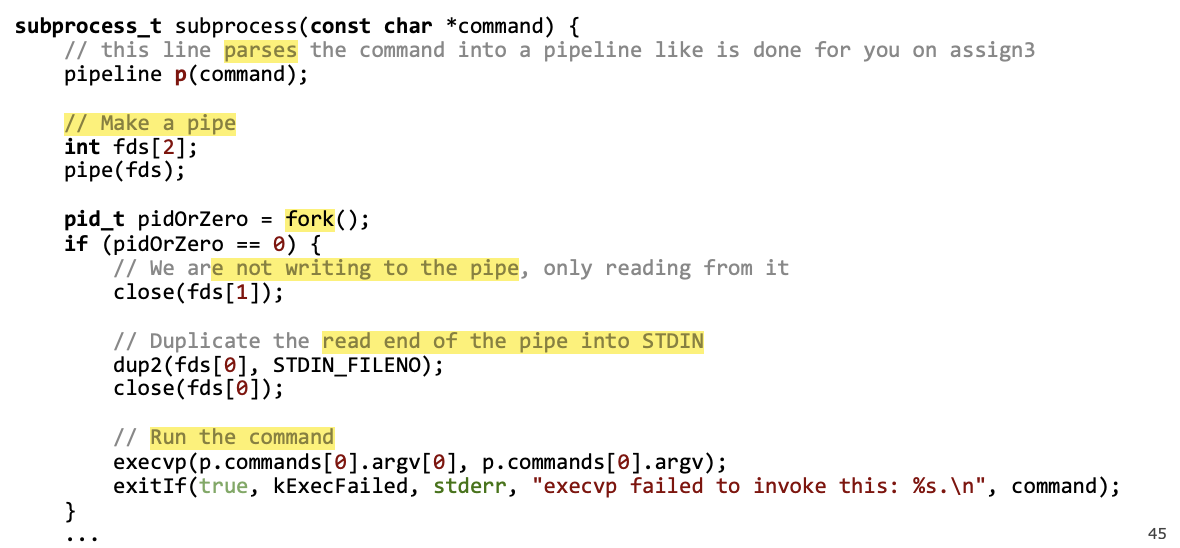 subprocess_t subprocess(const char *command) {
// this line parses the command into a pipeline like is done for you on assign3
pipeline p(command);
// Make a pipe
int fds[2];
pipe(fds);
pid_t pidOrZero = fork();
if (pidOrZero == 0) {
// We are not writing to the pipe, only reading from it
close(fds[1]);
// Duplicate the read end of the pipe into STDIN
dup2(fds[0], STDIN_FILENO);
close(fds[0]);
// Run the command
execvp(p.commands[0].argv[0], p.commands[0].argv);
exitIf(true, kExecFailed, stderr, "execvp failed to invoke this: %s.\n", command);
}
...
45